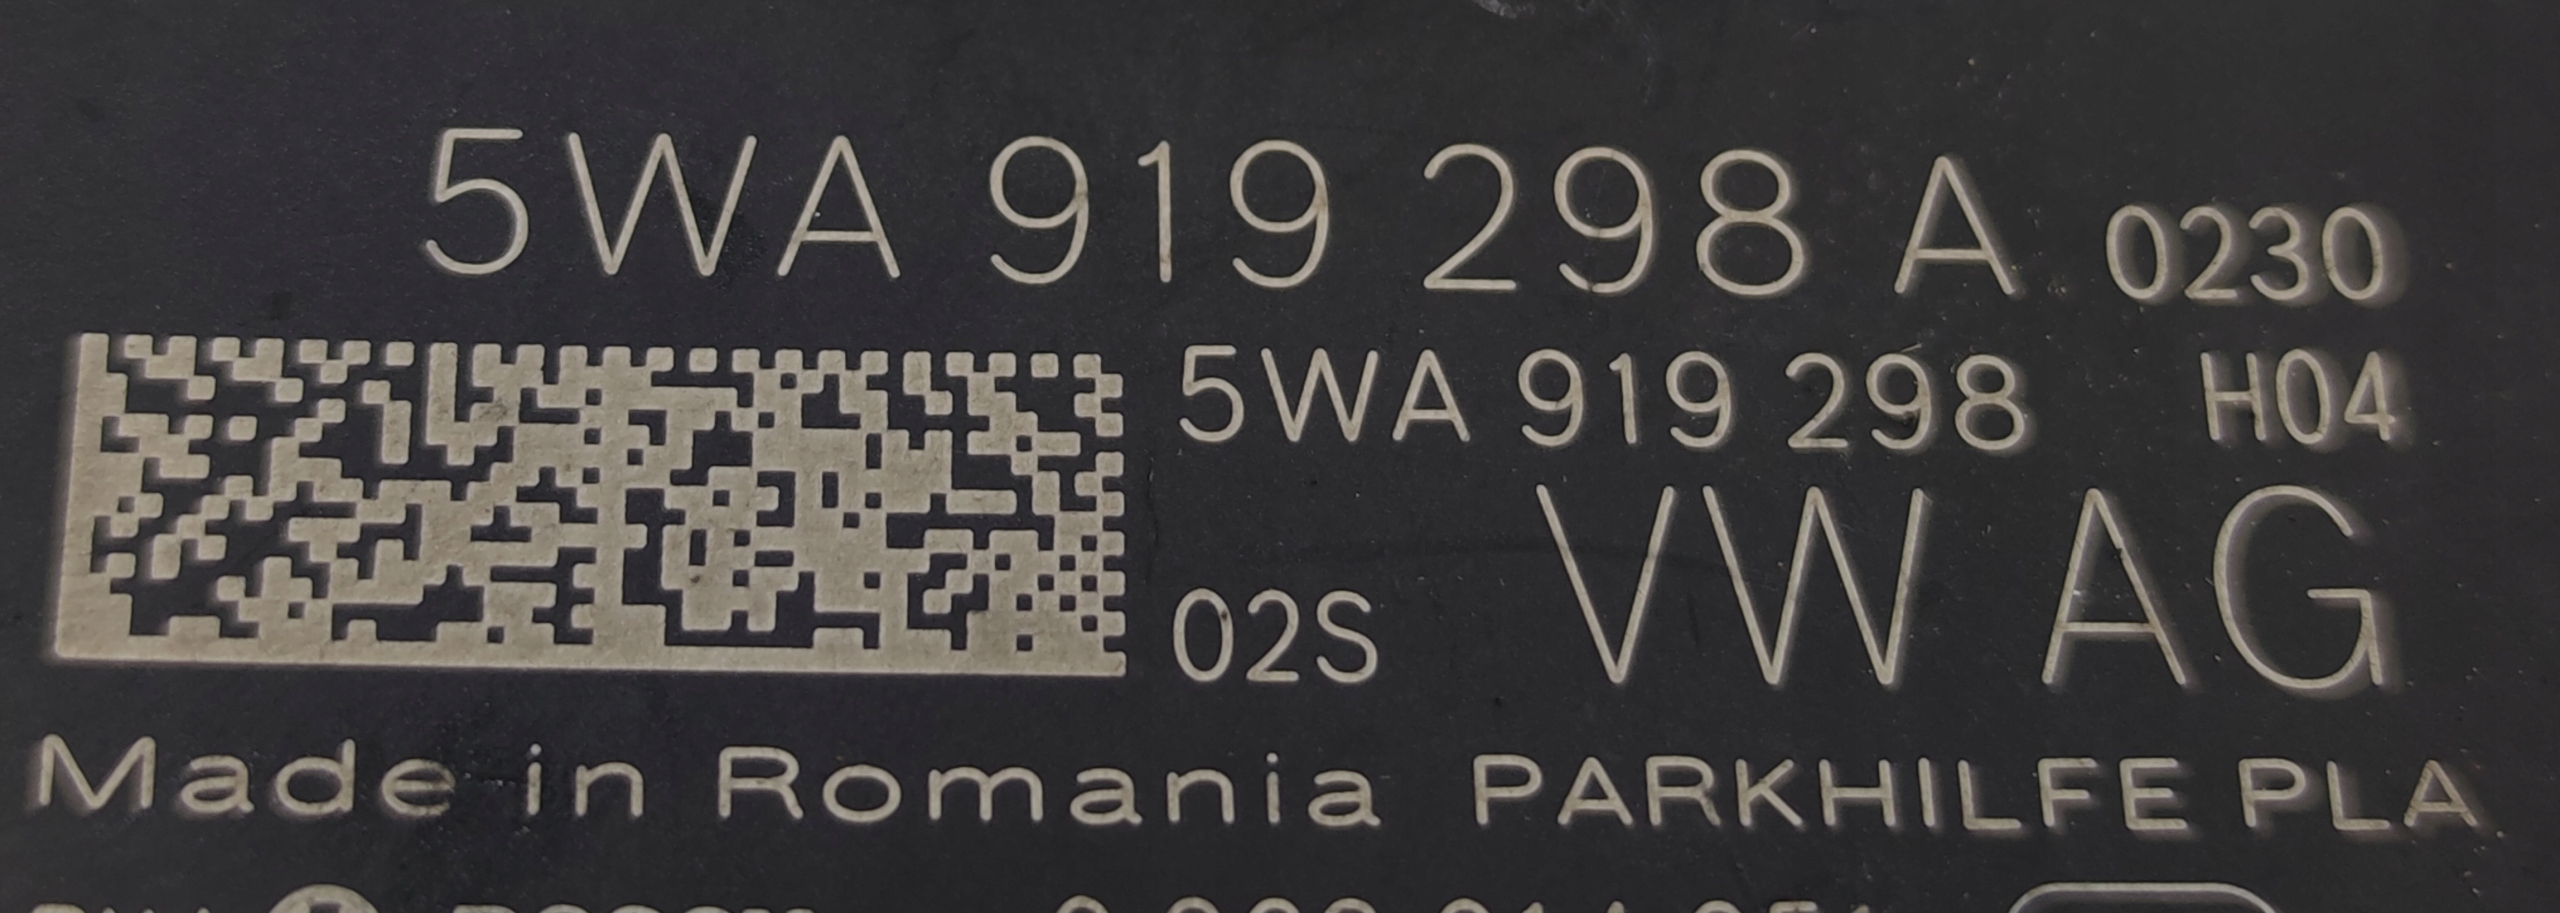 5WA 919 298 A 0230
5WA 919 298 H04
02S VW AG
Made in Romania PARKHILFE PLA